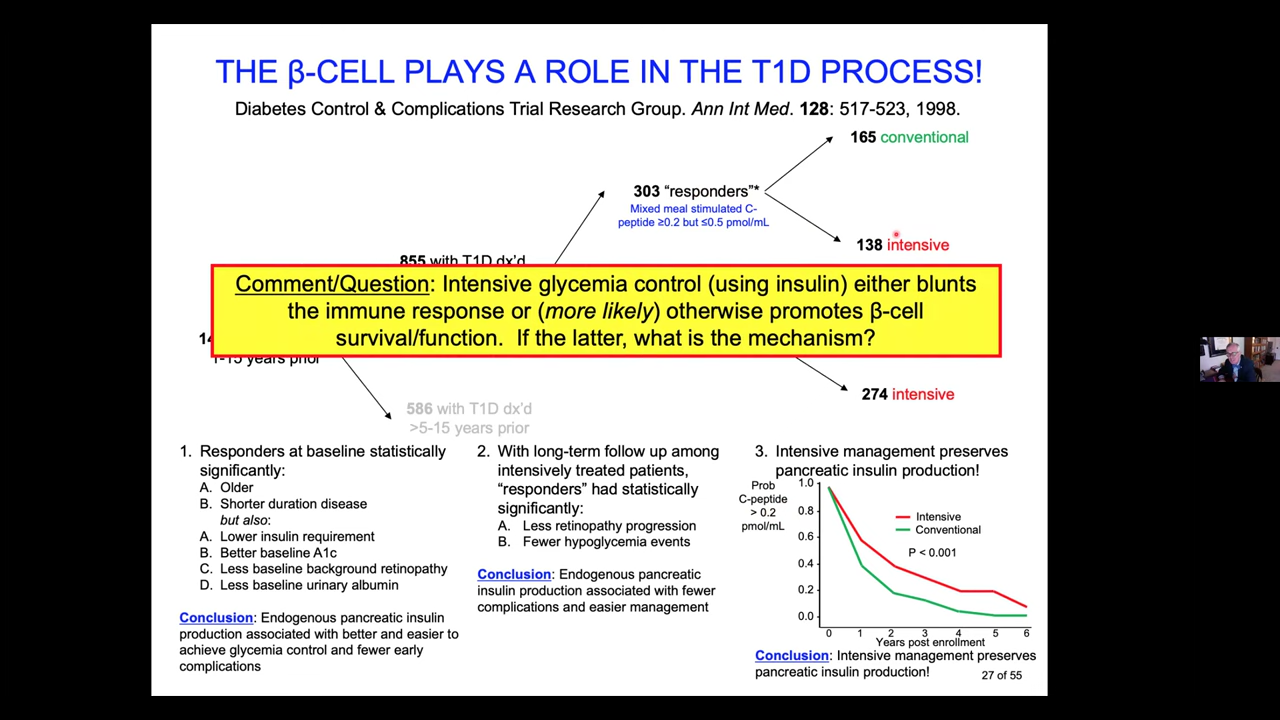 THE β-CELL PLAYS A ROLE IN THE T1D PROCESS!
Diabetes Control & Complications Trial Research Group. Ann Int Med. 128: 517-523, 1998.
165 conventional
303 “responders”*
Mixed meal stimulated C-
peptide ≥0.2 but ≤0.5 pmol/mL
138 intensive
855 with T1D dx’d
Comment/Question: Intensive glycemia control (using insulin) either blunts
the immune response or (more likely) otherwise promotes β-cell
survival/function. If the latter, what is the mechanism?
1-15 years prior
274 intensive
586 with T1D dx’d
>5-15 years prior
1. Responders at baseline statistically
significantly:
A. Older
B. Shorter duration disease
but also:
A. Lower insulin requirement
B. Better baseline A1c
C. Less baseline background retinopathy
D. Less baseline urinary albumin
Conclusion: Endogenous pancreatic insulin
production associated with better and easier to
achieve glycemia control and fewer early
complications
2. With long-term follow up among
intensively treated patients,
“responders” had statistically
significantly:
A. Less retinopathy progression
B. Fewer hypoglycemia events
Conclusion: Endogenous pancreatic
insulin production associated with fewer
complications and easier management
3. Intensive management preserves
pancreatic insulin production!
Prob
C-peptide
> 0.2
pmol/mL
1.0
0.8
0.6
0.4
0.2
0.0
Intensive
Conventional
P < 0.001
0 1 2 3 4 5 6
Years post enrollment
Conclusion: Intensive management preserves
pancreatic insulin production!
27 of 55